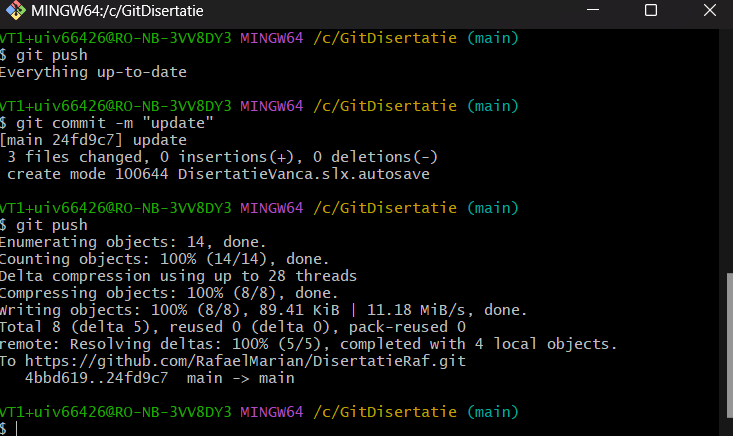 MINGW64:/c/GitDisertatie
VT1+uiv66426@RO-NB-3VV8DY3 MINGW64 /c/GitDisertatie (main)
$ git push
Everything up-to-date
VT1+uiv66426@RO-NB-3VV8DY3 MINGW64 /c/GitDisertatie (main)
$ git commit -m "update"
[main 24fd9c7] update
3 files changed, 0 insertions(+), 0 deletions(-)
create mode 100644 DisertatieVanca.slx.autosave
VT1+uiv66426@RO-NB-3VV8DY3 MINGW64 /c/GitDisertatie (main)
$ git push
Enumerating objects: 14, done.
Counting objects: 100% (14/14), done.
Delta compression using up to 28 threads
Compressing objects: 100% (8/8), done.
Writing objects: 100% (8/8), 89.41 KiB | 11.18 MiB/s, done.
Total 8 (delta 5), reused 0 (delta 0), pack-reused 0
remote: Resolving deltas: 100% (5/5), completed with 4 local objects.
To https://github.com/RafaelMarian/DisertatieRaf.git
4bbd619..24fd9c7  main -> main
VT1+uiv66426@RO-NB-3VV8DY3 MINGW64 /c/GitDisertatie (main)
$